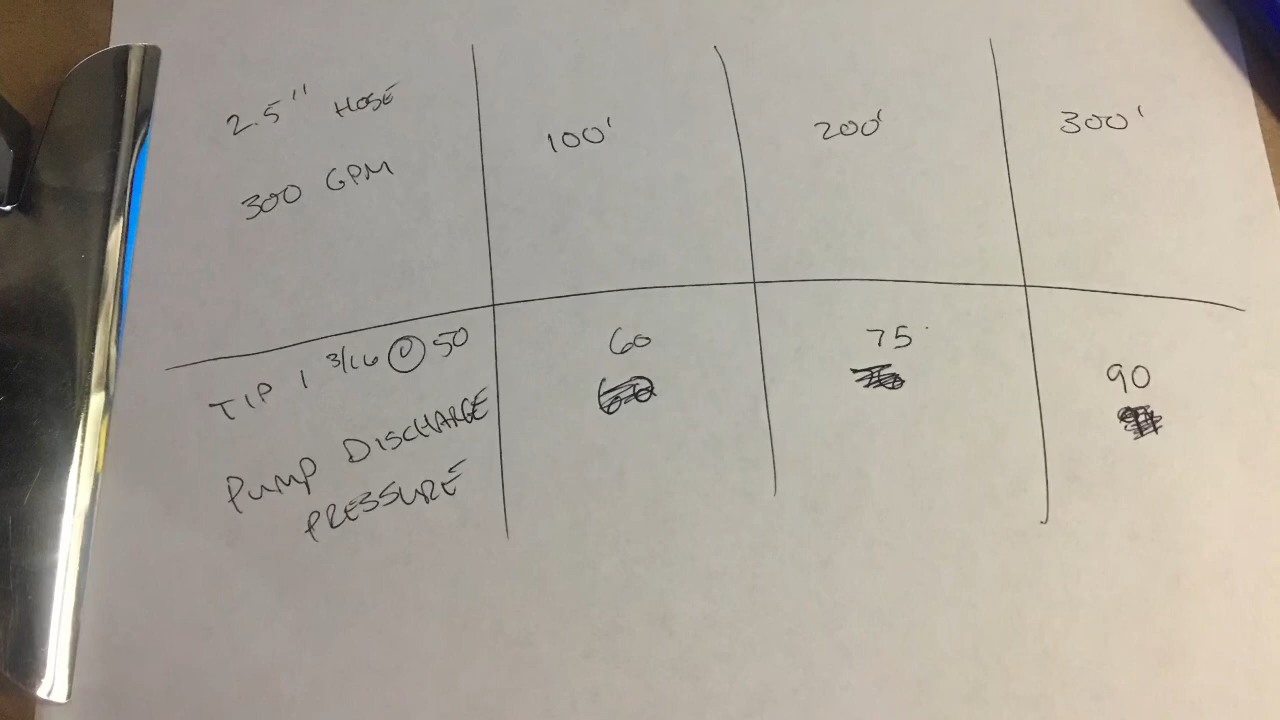 2.5" HOSE
300 GPM
100'
200'
300'
TIP 1 3/16 @ 50
PUMP DISCHARGE
PRESSURE
60
75
90